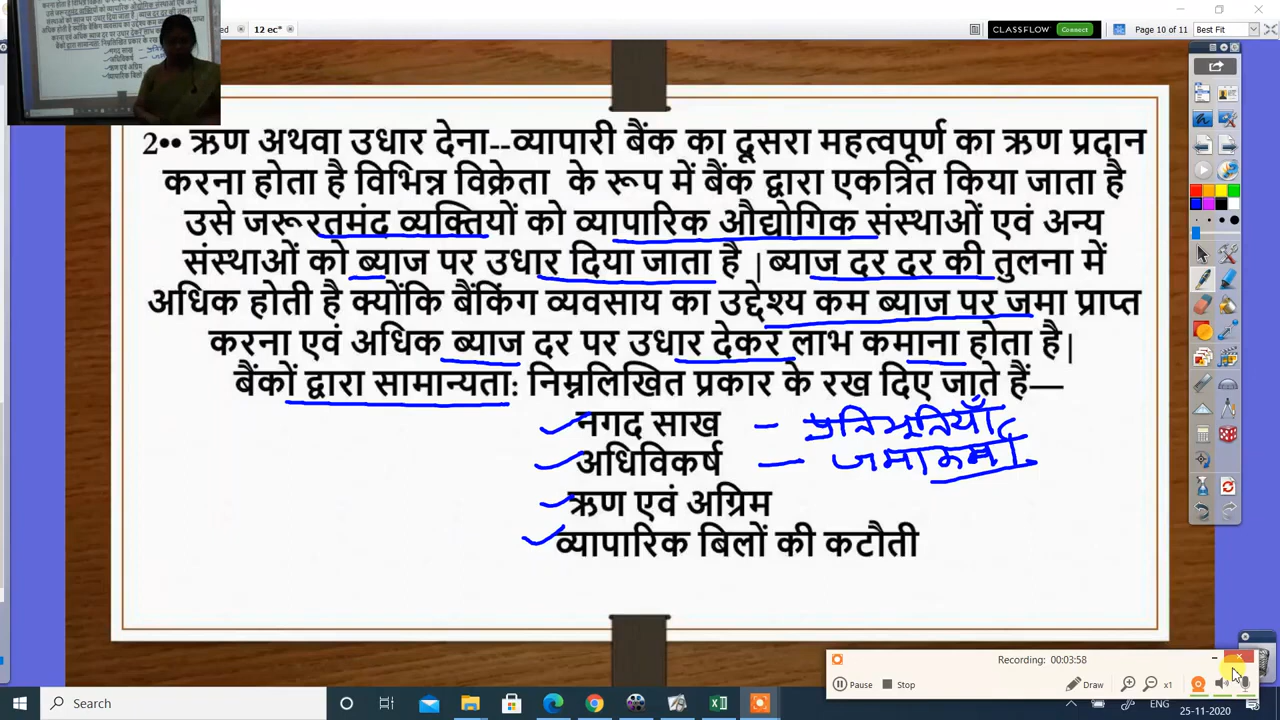 12 ec*
CLASSFLOW Connect
Page 10 of 11
Best Fit
2•• ऋण अथवा उधार देना--व्यापारी बैंक का दूसरा महत्वपूर्ण का ऋण प्रदान
करना होता है विभिन्न विक्रेता के रूप में बैंक द्वारा एकत्रित किया जाता है
उसे जरूरतमंद व्यक्तियों को व्यापारिक औद्योगिक संस्थाओं एवं अन्य
संस्थाओं को ब्याज पर उधार दिया जाता है | ब्याज दर दर की तुलना में
अधिक होती है क्योंकि बैंकिंग व्यवसाय का उद्देश्य कम ब्याज पर जमा प्राप्त
करना एवं अधिक ब्याज दर पर उधार देकर लाभ कमाना होता है|
बैंकों द्वारा सामान्यता: निम्नलिखित प्रकार के रख दिए जाते हैं—
नगद साख – प्रतिभूतियाँ
अधिविकर्ष – जमाकर्ता
ऋण एवं अग्रिम
व्यापारिक बिलों की कटौती
Recording: 00:03:58
Pause Stop Draw x1
Search
ENG
25-11-2020